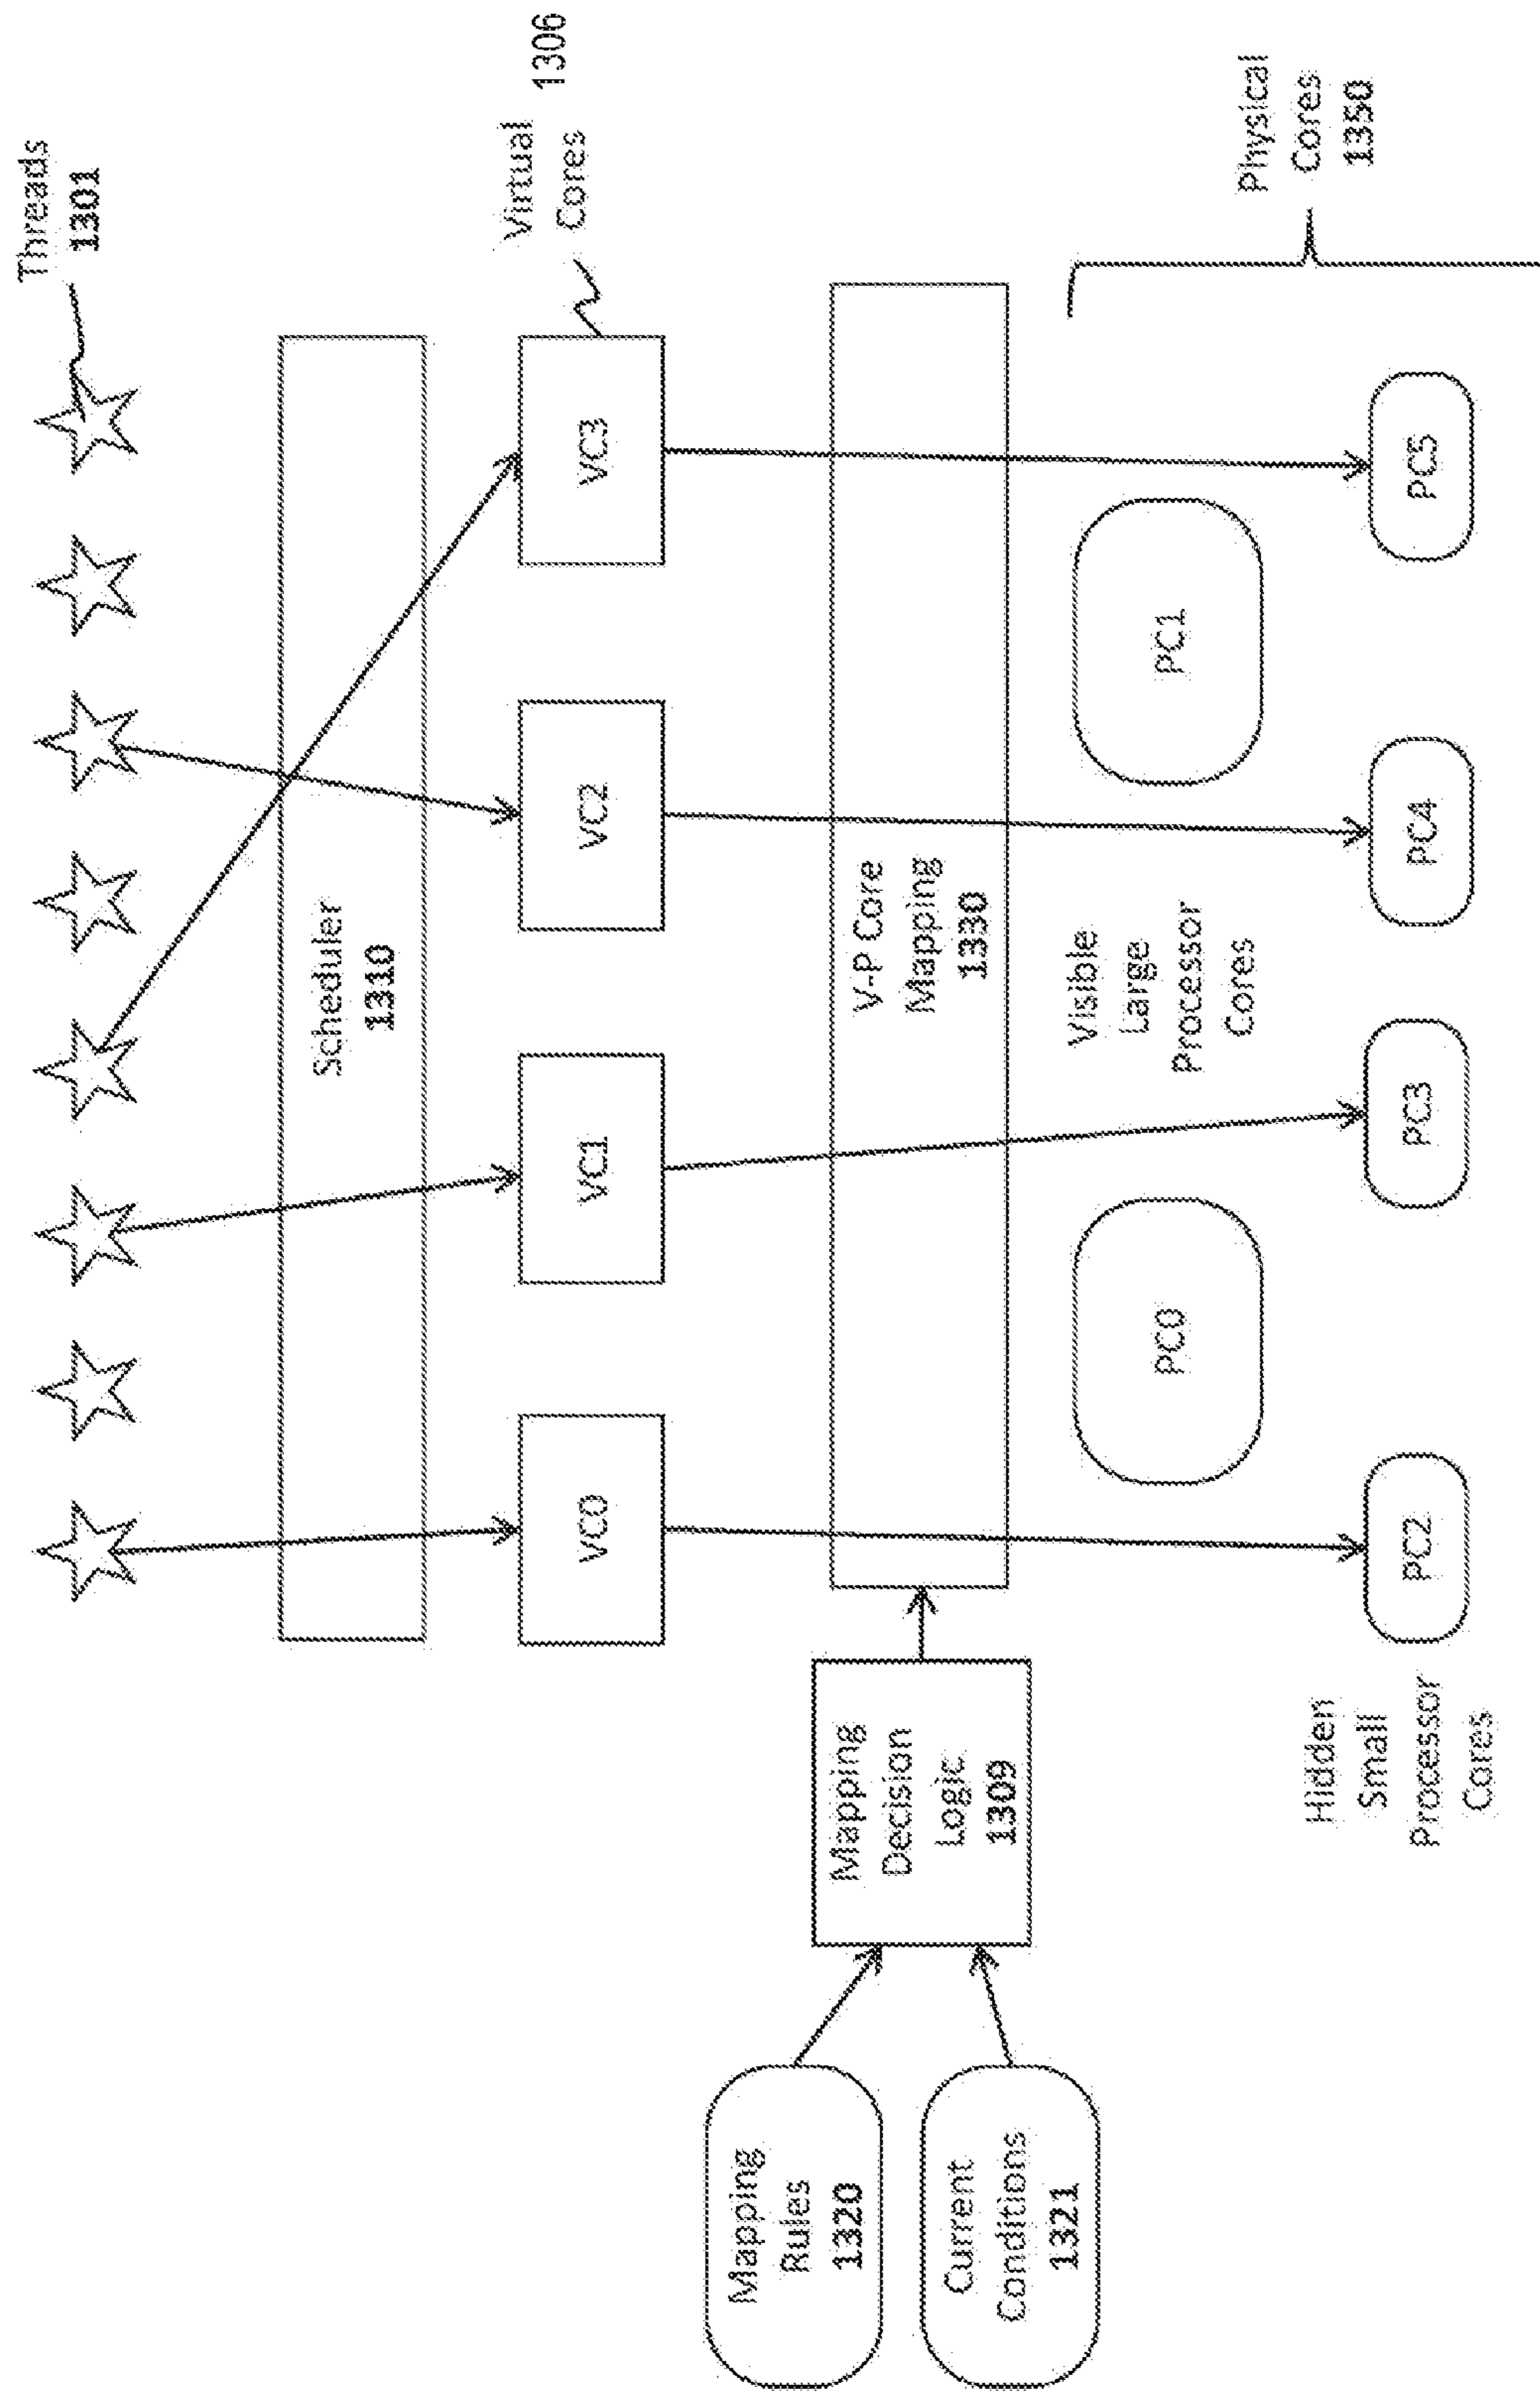 Threads
1301
Scheduler
1310
Virtual
Cores
1306
VC0
VC1
VC2
VC3
Mapping
Rules
1320
Current
Conditions
1321
Mapping
Decision
Logic
1309
V-P Core
Mapping
1330
Visible
Large
Processor
Cores
PC0
PC1
Physical
Cores
1350
Hidden
Small
Processor
Cores
PC2
PC3
PC4
PC5